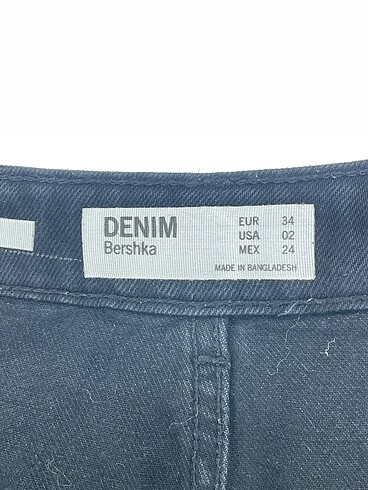 DENIM
Bershka
EUR 34
USA 02
MEX 24
MADE IN BANGLADESH